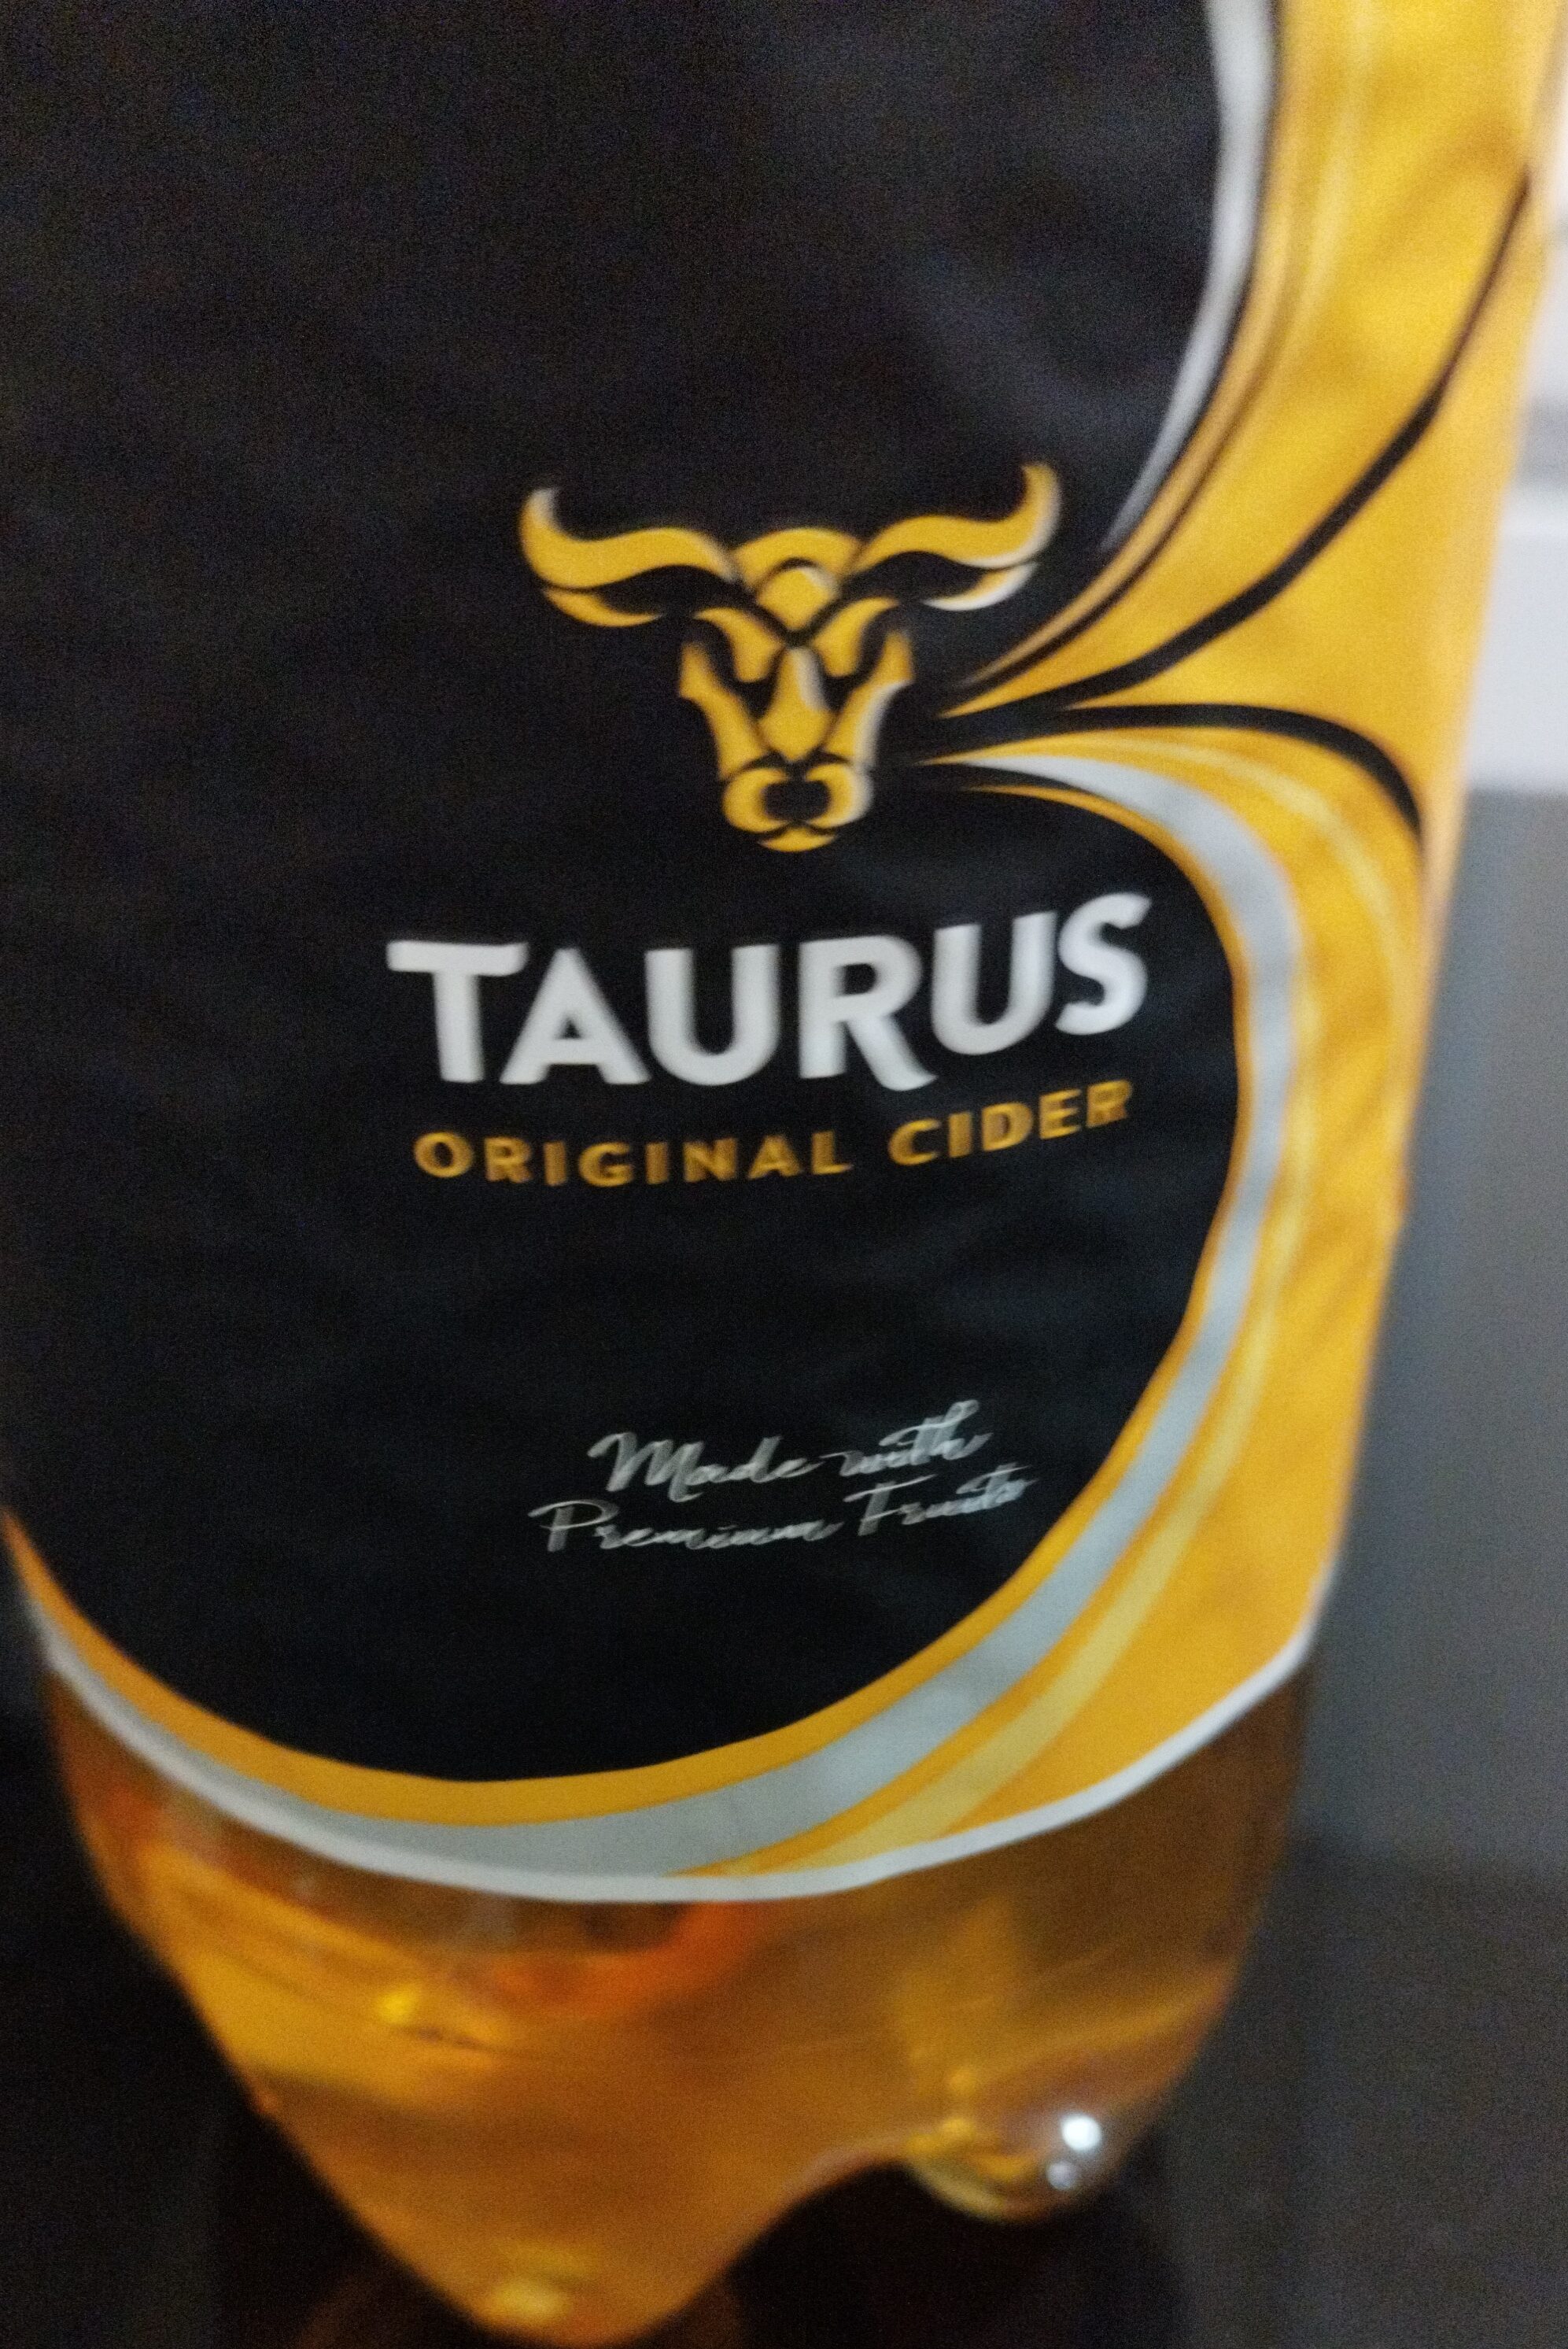 TAURUS
ORIGINAL CIDER
Made with
Premium Fruits